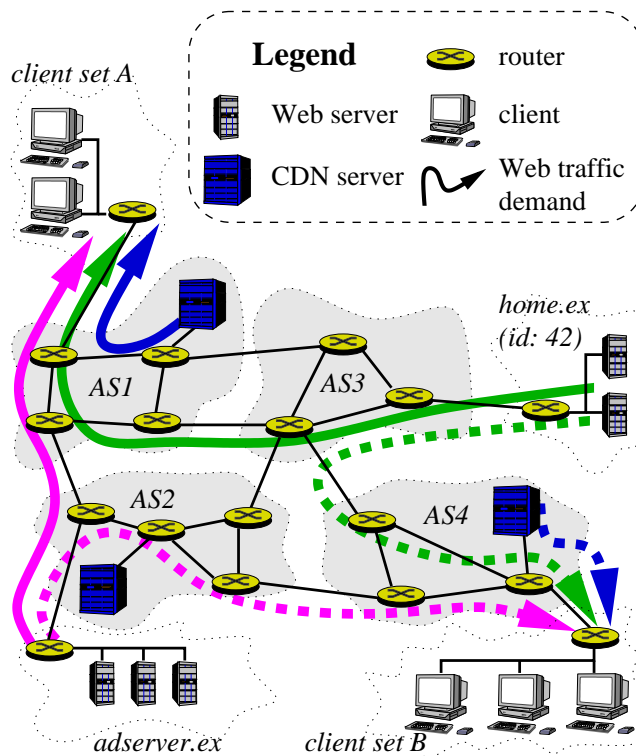 client set A
Legend
router
Web server
client
CDN server
Web traffic
demand
home.ex
(id: 42)
AS1
AS3
AS2
AS4
adserver.ex
client set B